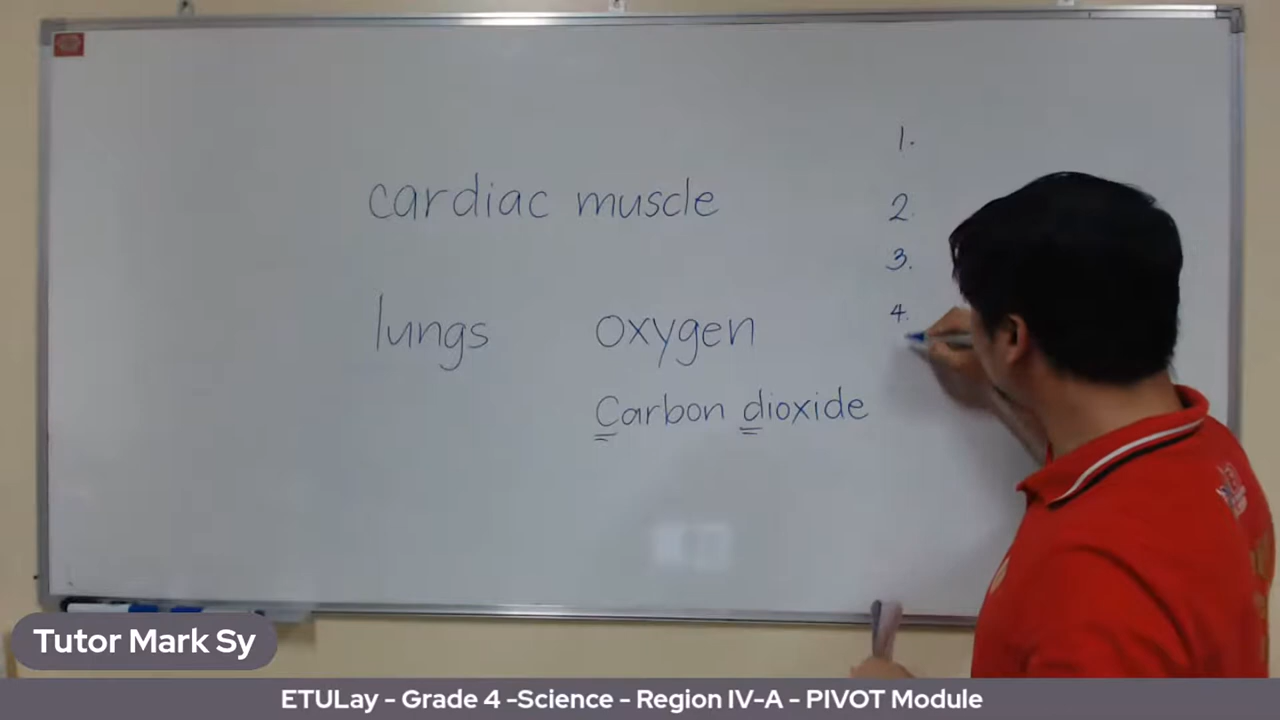 1.
cardiac muscle
2.
3.
lungs oxygen
4.
Carbon dioxide
Tutor Mark Sy
ETULay - Grade 4 -Science - Region IV-A - PIVOT Module